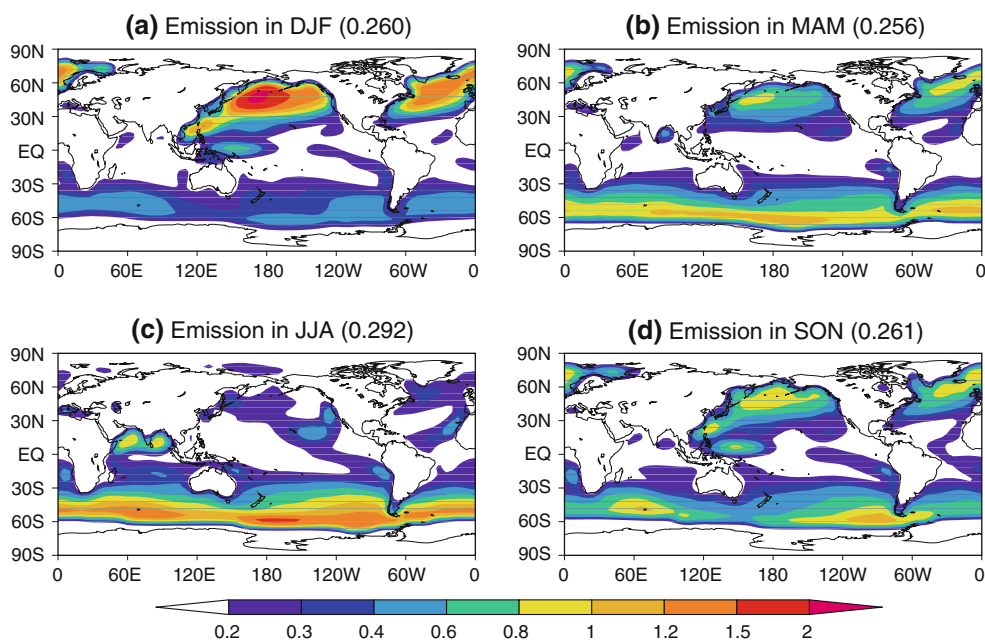 (a) Emission in DJF (0.260)
90N
60N
30N
EQ
30S
60S
90S
0 60E 120E 180 120W 60W 0
(b) Emission in MAM (0.256)
90N
60N
30N
EQ
30S
60S
90S
0 60E 120E 180 120W 60W 0
(c) Emission in JJA (0.292)
90N
60N
30N
EQ
30S
60S
90S
0 60E 120E 180 120W 60W 0
(d) Emission in SON (0.261)
90N
60N
30N
EQ
30S
60S
90S
0 60E 120E 180 120W 60W 0
0.2 0.3 0.4 0.6 0.8 1 1.2 1.5 2